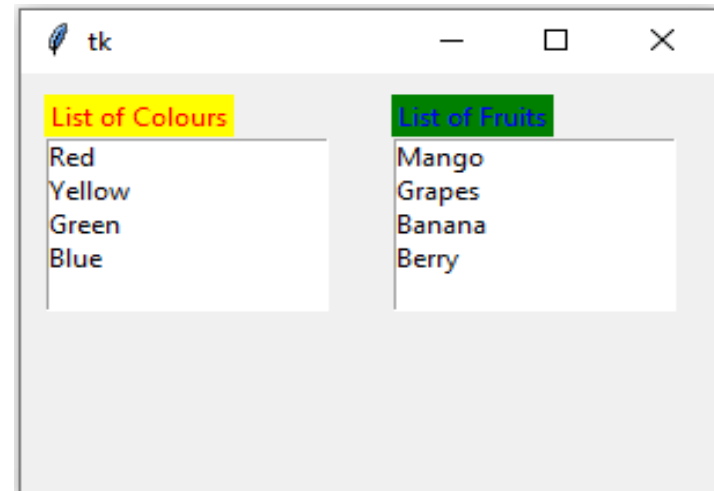 tk
List of Colours
Red
Yellow
Green
Blue
List of Fruits
Mango
Grapes
Banana
Berry